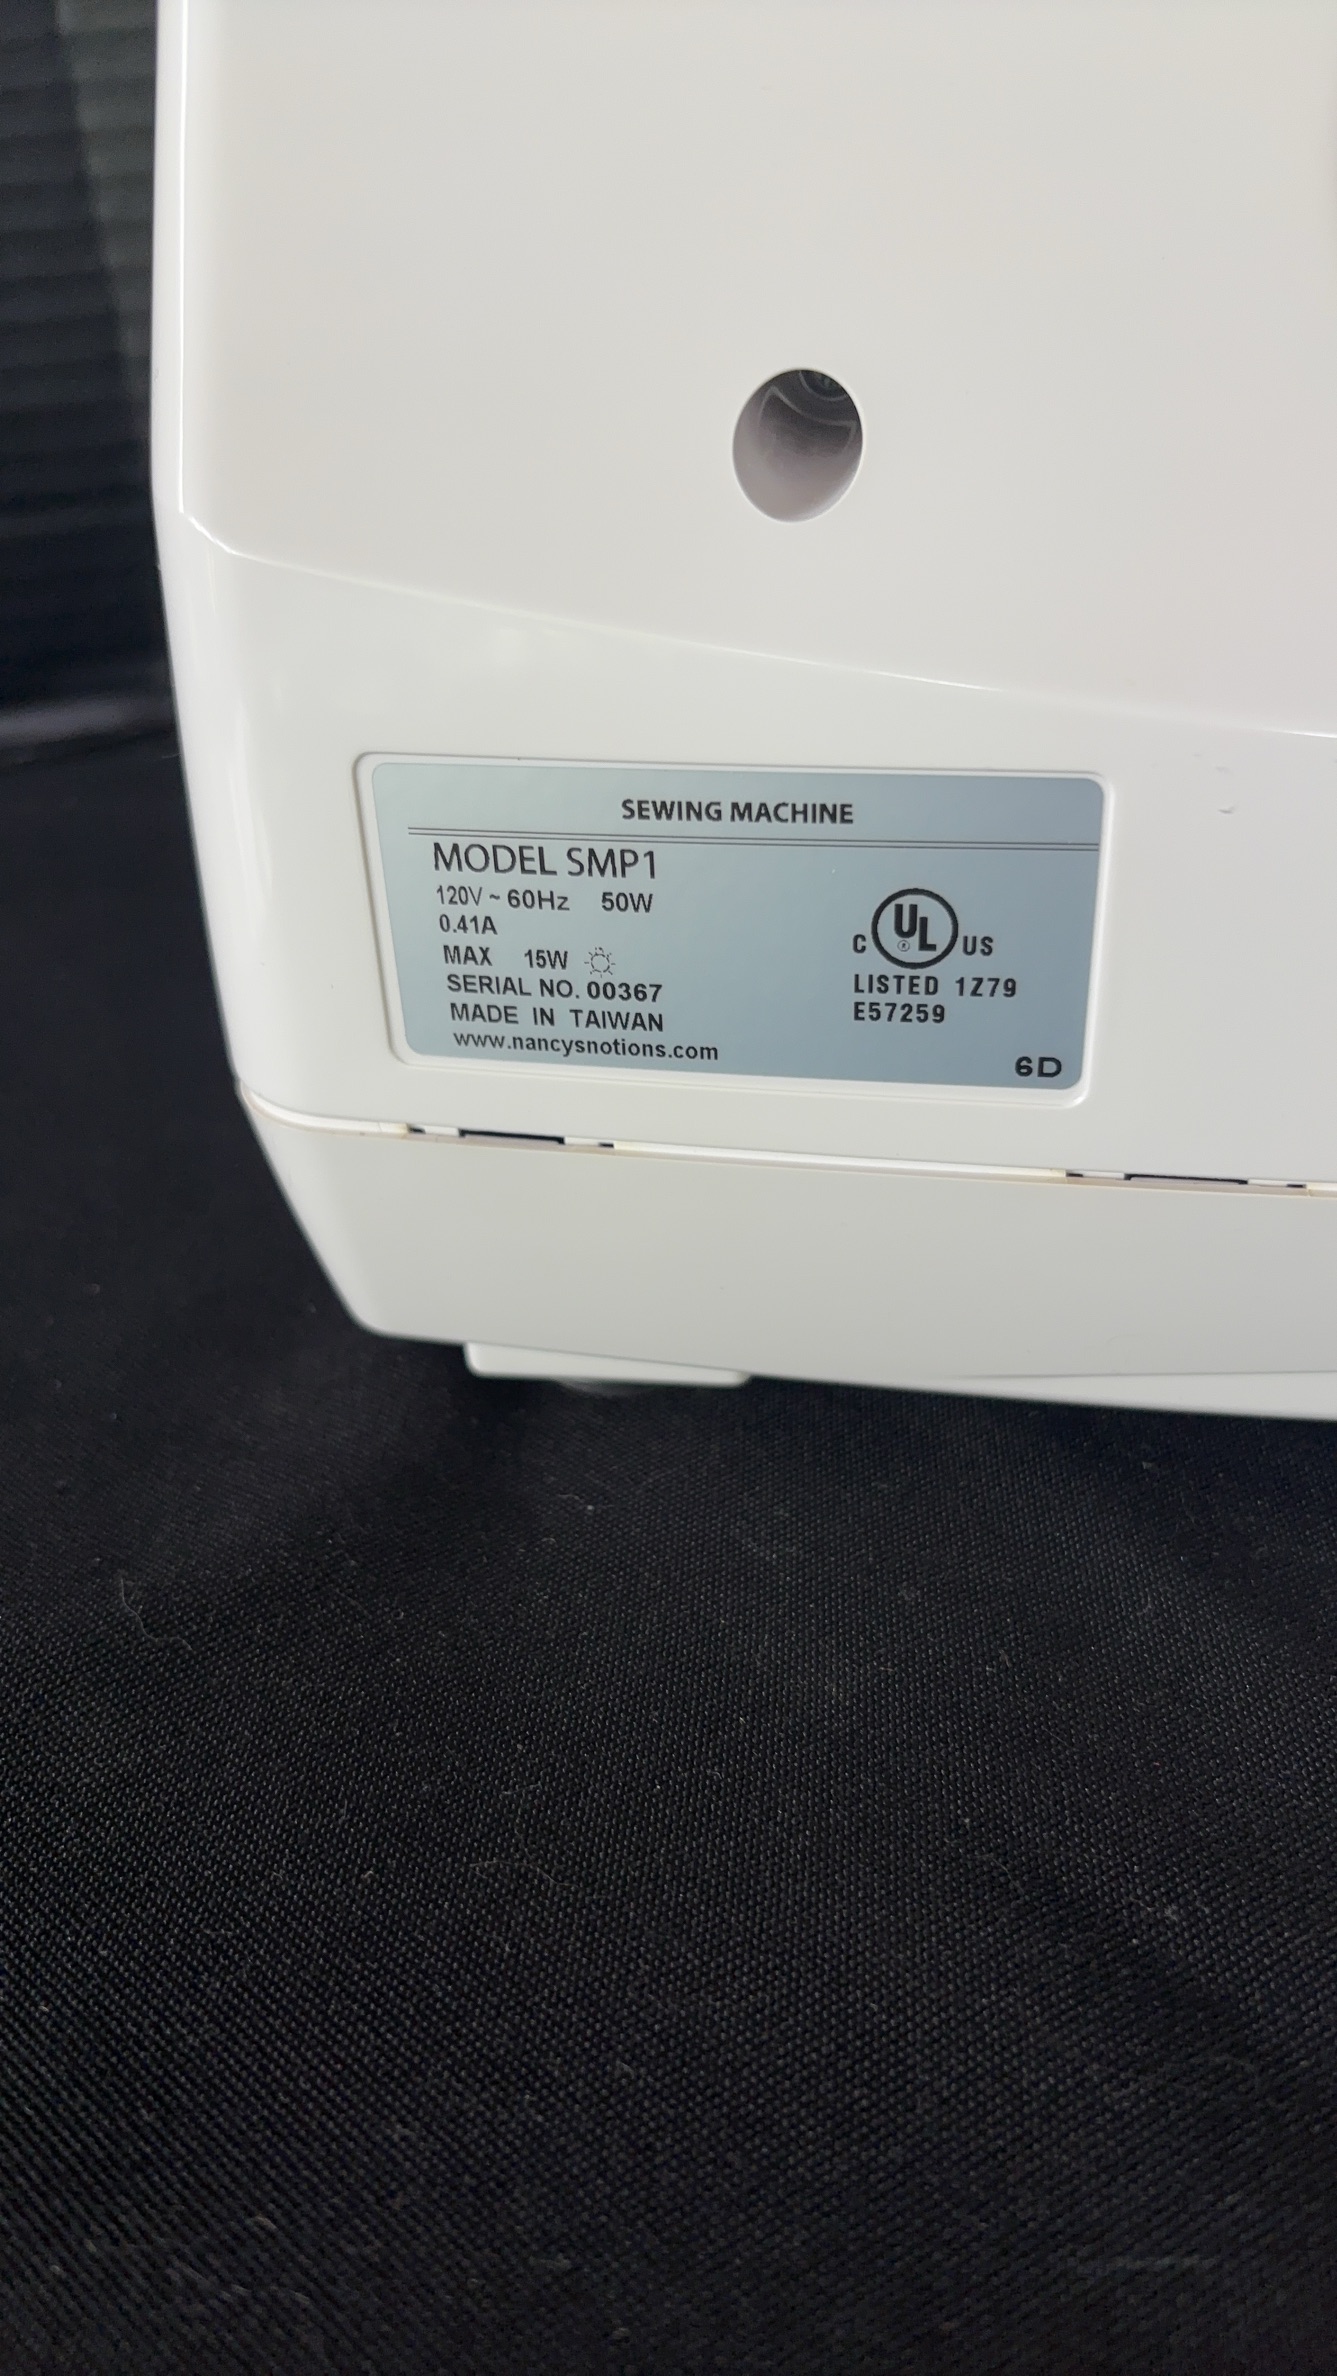 SEWING MACHINE
MODEL SMP1
120V ~ 60Hz 50W
0.41A
MAX 15W
SERIAL NO. 00367
MADE IN TAIWAN
www.nancysnotions.com
C UL US
LISTED 1Z79
E57259
6D